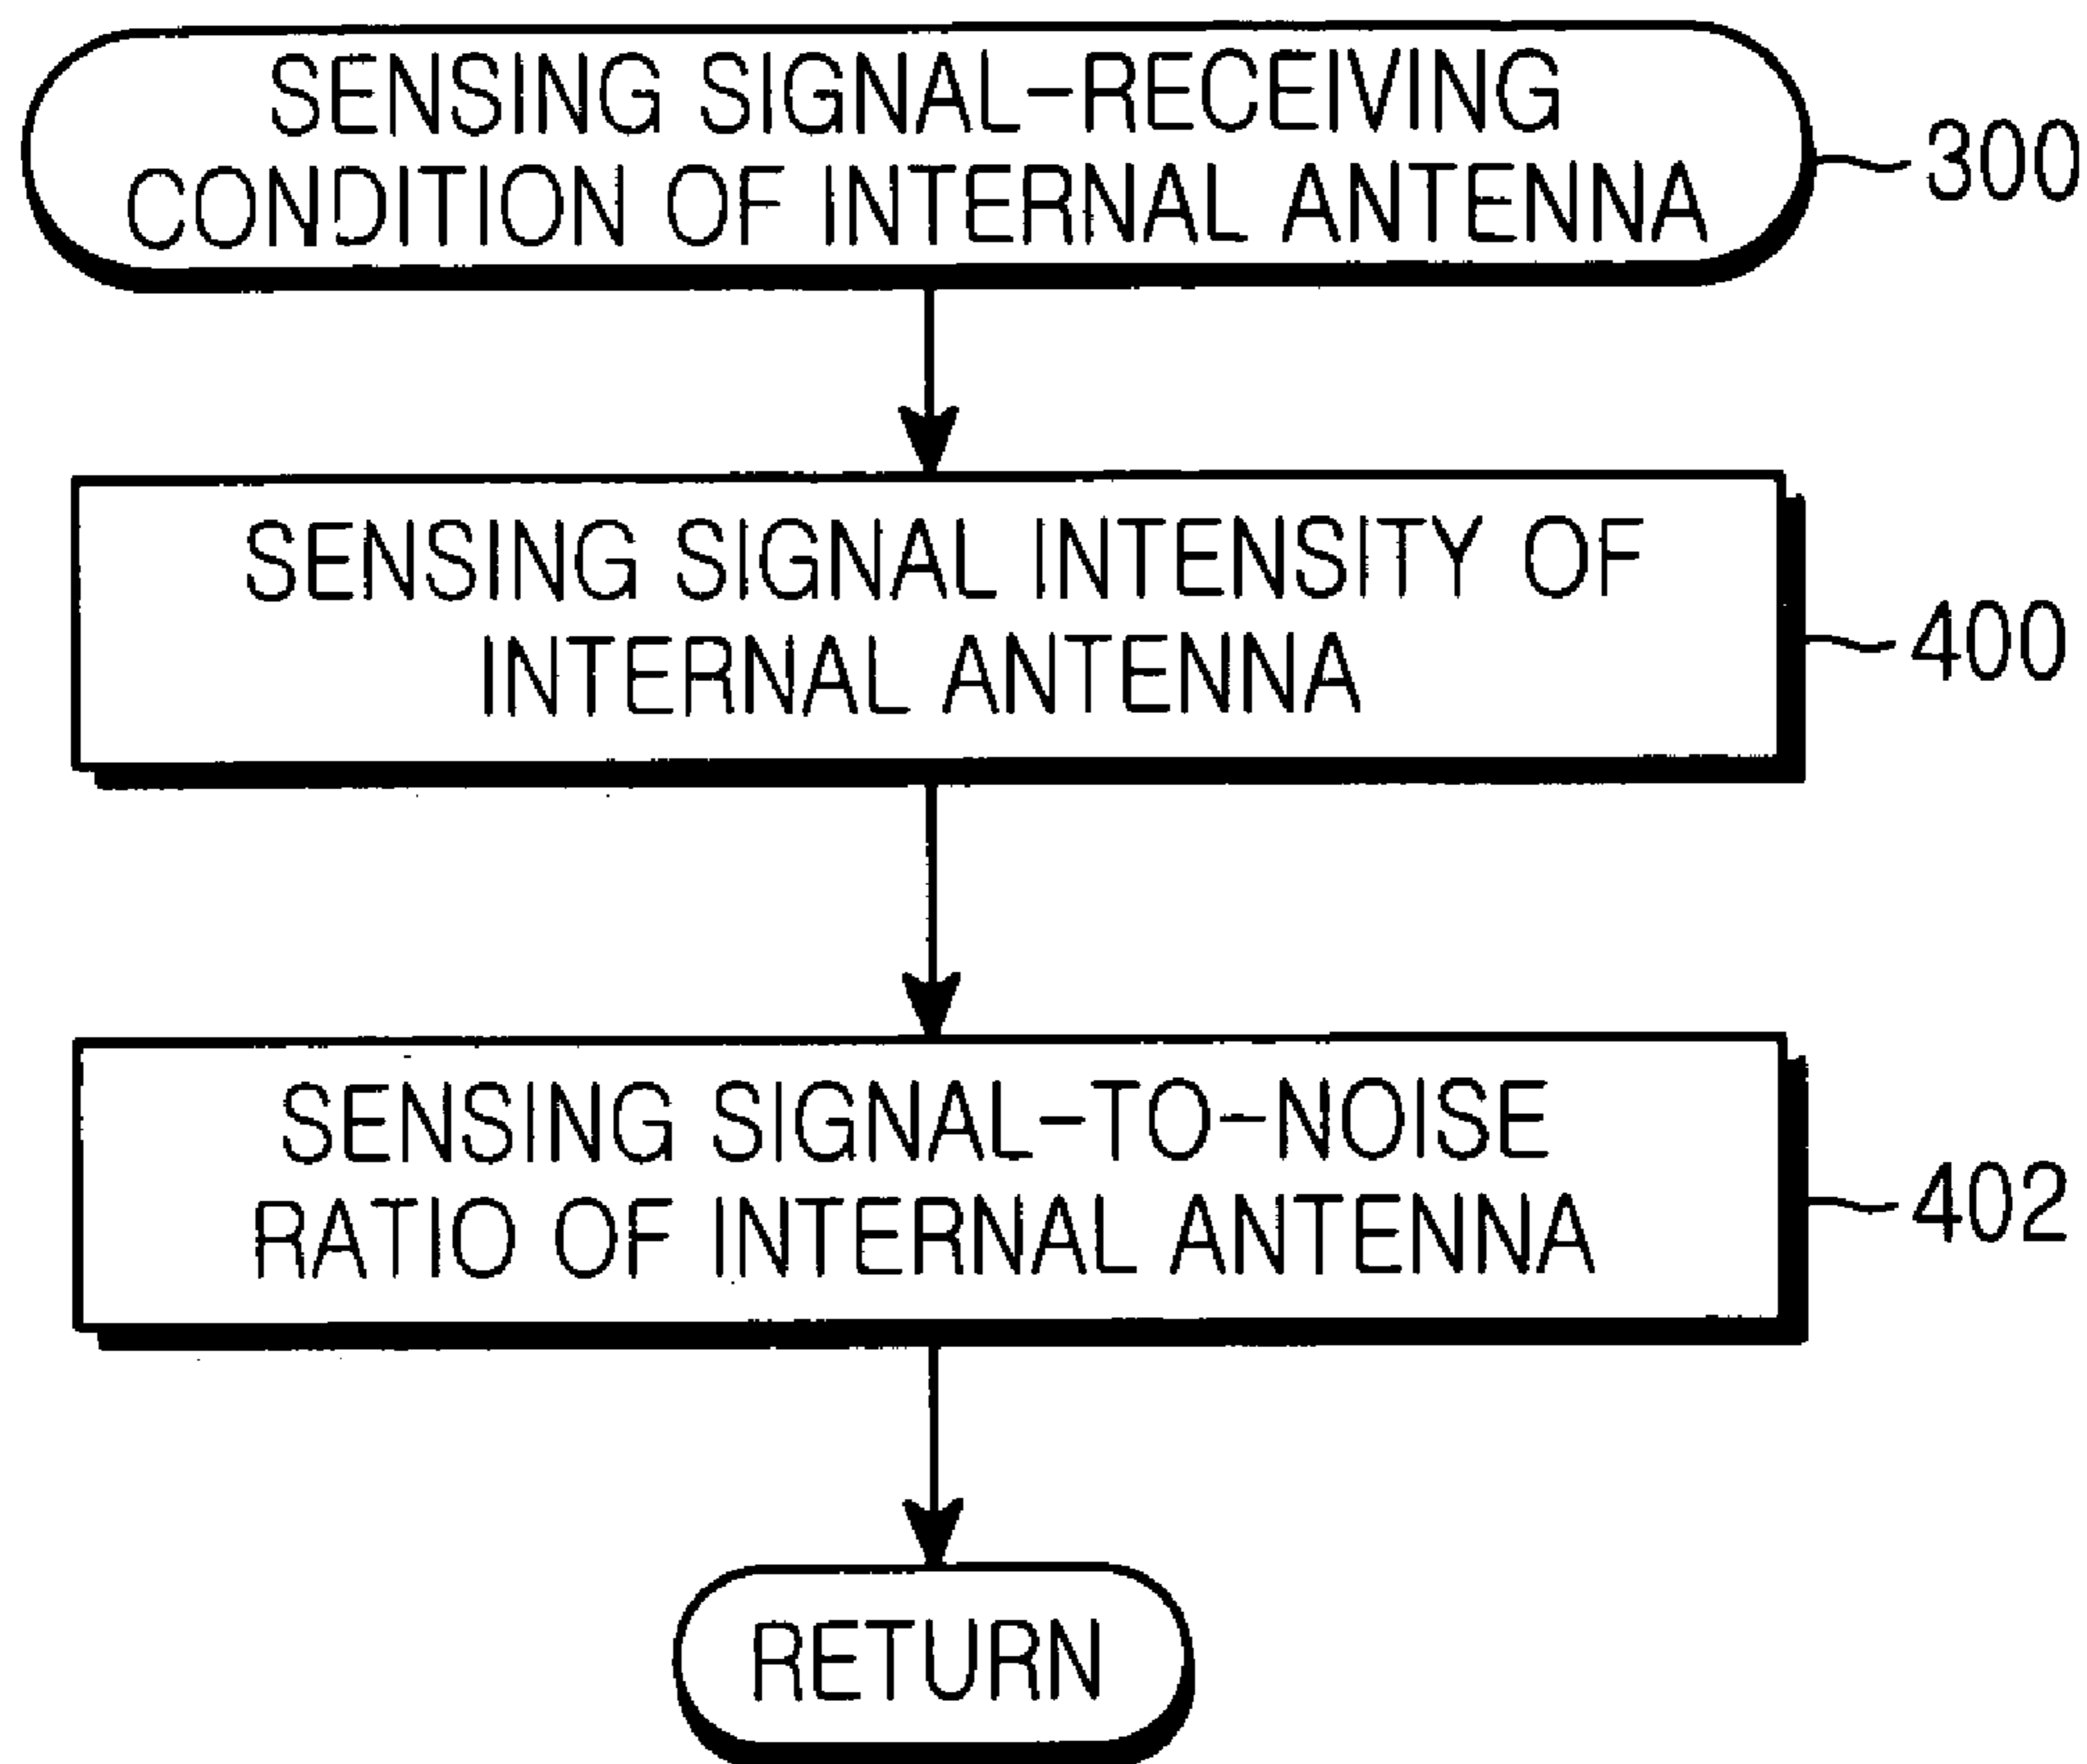 SENSING SIGNAL-RECEIVING
CONDITION OF INTERNAL ANTENNA
300
SENSING SIGNAL INTENSITY OF
INTERNAL ANTENNA
400
SENSING SIGNAL-TO-NOISE
RATIO OF INTERNAL ANTENNA
402
RETURN